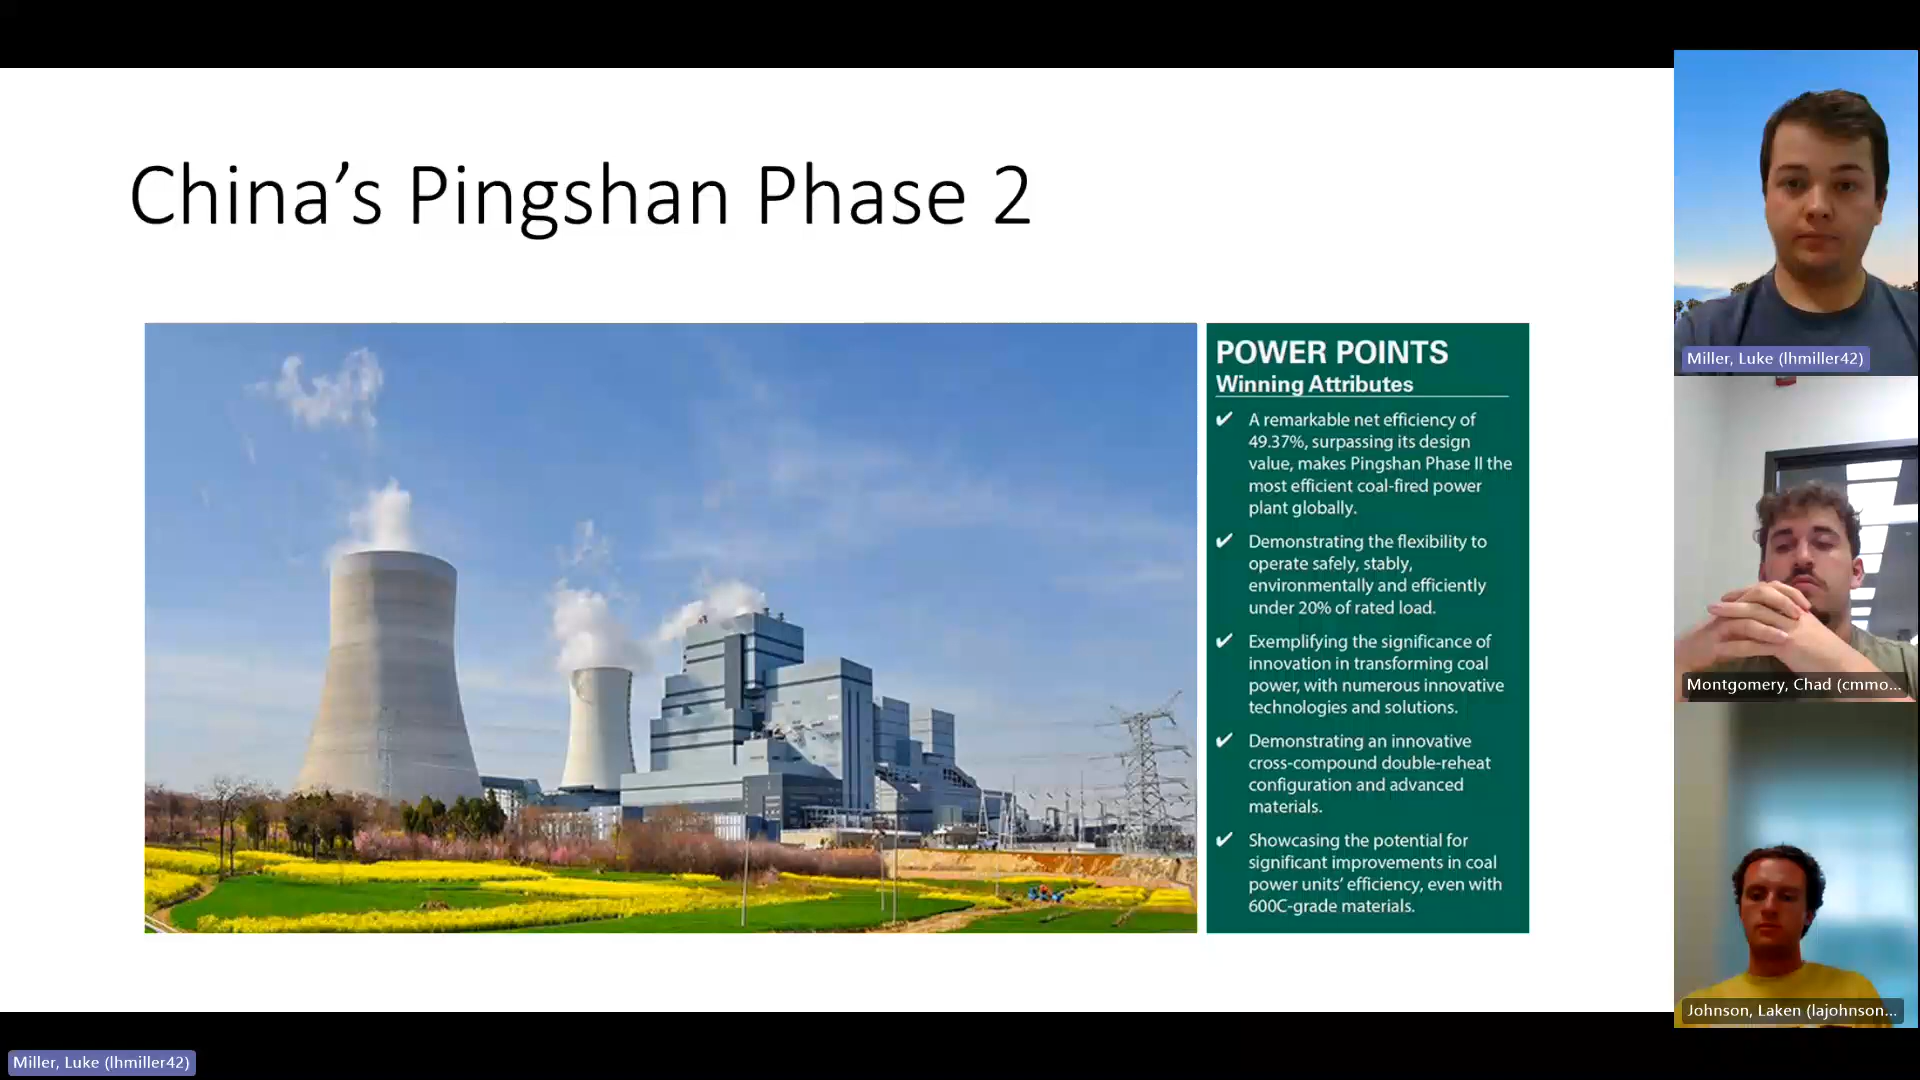 China’s Pingshan Phase 2
POWER POINTS
Winning Attributes
✔ A remarkable net efficiency of
49.37%, surpassing its design
value, makes Pingshan Phase II the
most efficient coal-fired power
plant globally.
✔ Demonstrating the flexibility to
operate safely, stably,
environmentally and efficiently
under 20% of rated load.
✔ Exemplifying the significance of
innovation in transforming coal
power, with numerous innovative
technologies and solutions.
✔ Demonstrating an innovative
cross-compound double-reheat
configuration and advanced
materials.
✔ Showcasing the potential for
significant improvements in coal
power units’ efficiency, even with
600C-grade materials.
Miller, Luke (lhmiller42)
Montgomery, Chad (cmmo...
Johnson, Laken (lajohnson...
Miller, Luke (lhmiller42)